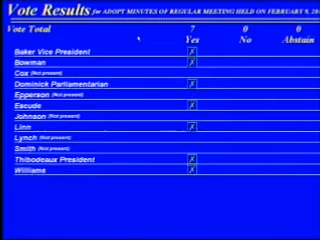 Vote Results for ADOPT MINUTES OF REGULAR MEETING HELD ON FEBRUARY 9,
Vote Total 7 0 0
Yes No Abstain
Baker Vice President ☒
Bowman ☒
Cox (Not present)
Dominick Parliamentarian ☒
Epperson (Not present)
Escude ☒
Johnson (Not present)
Linn ☒
Lynch (Not present)
Smith (Not present)
Thibodeaux President ☒
Williams ☒